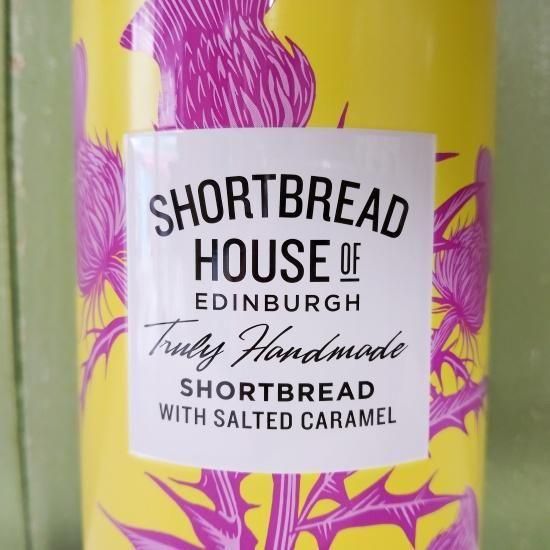 SHORTBREAD
HOUSE OF
EDINBURGH
Truly Handmade
SHORTBREAD
WITH SALTED CARAMEL